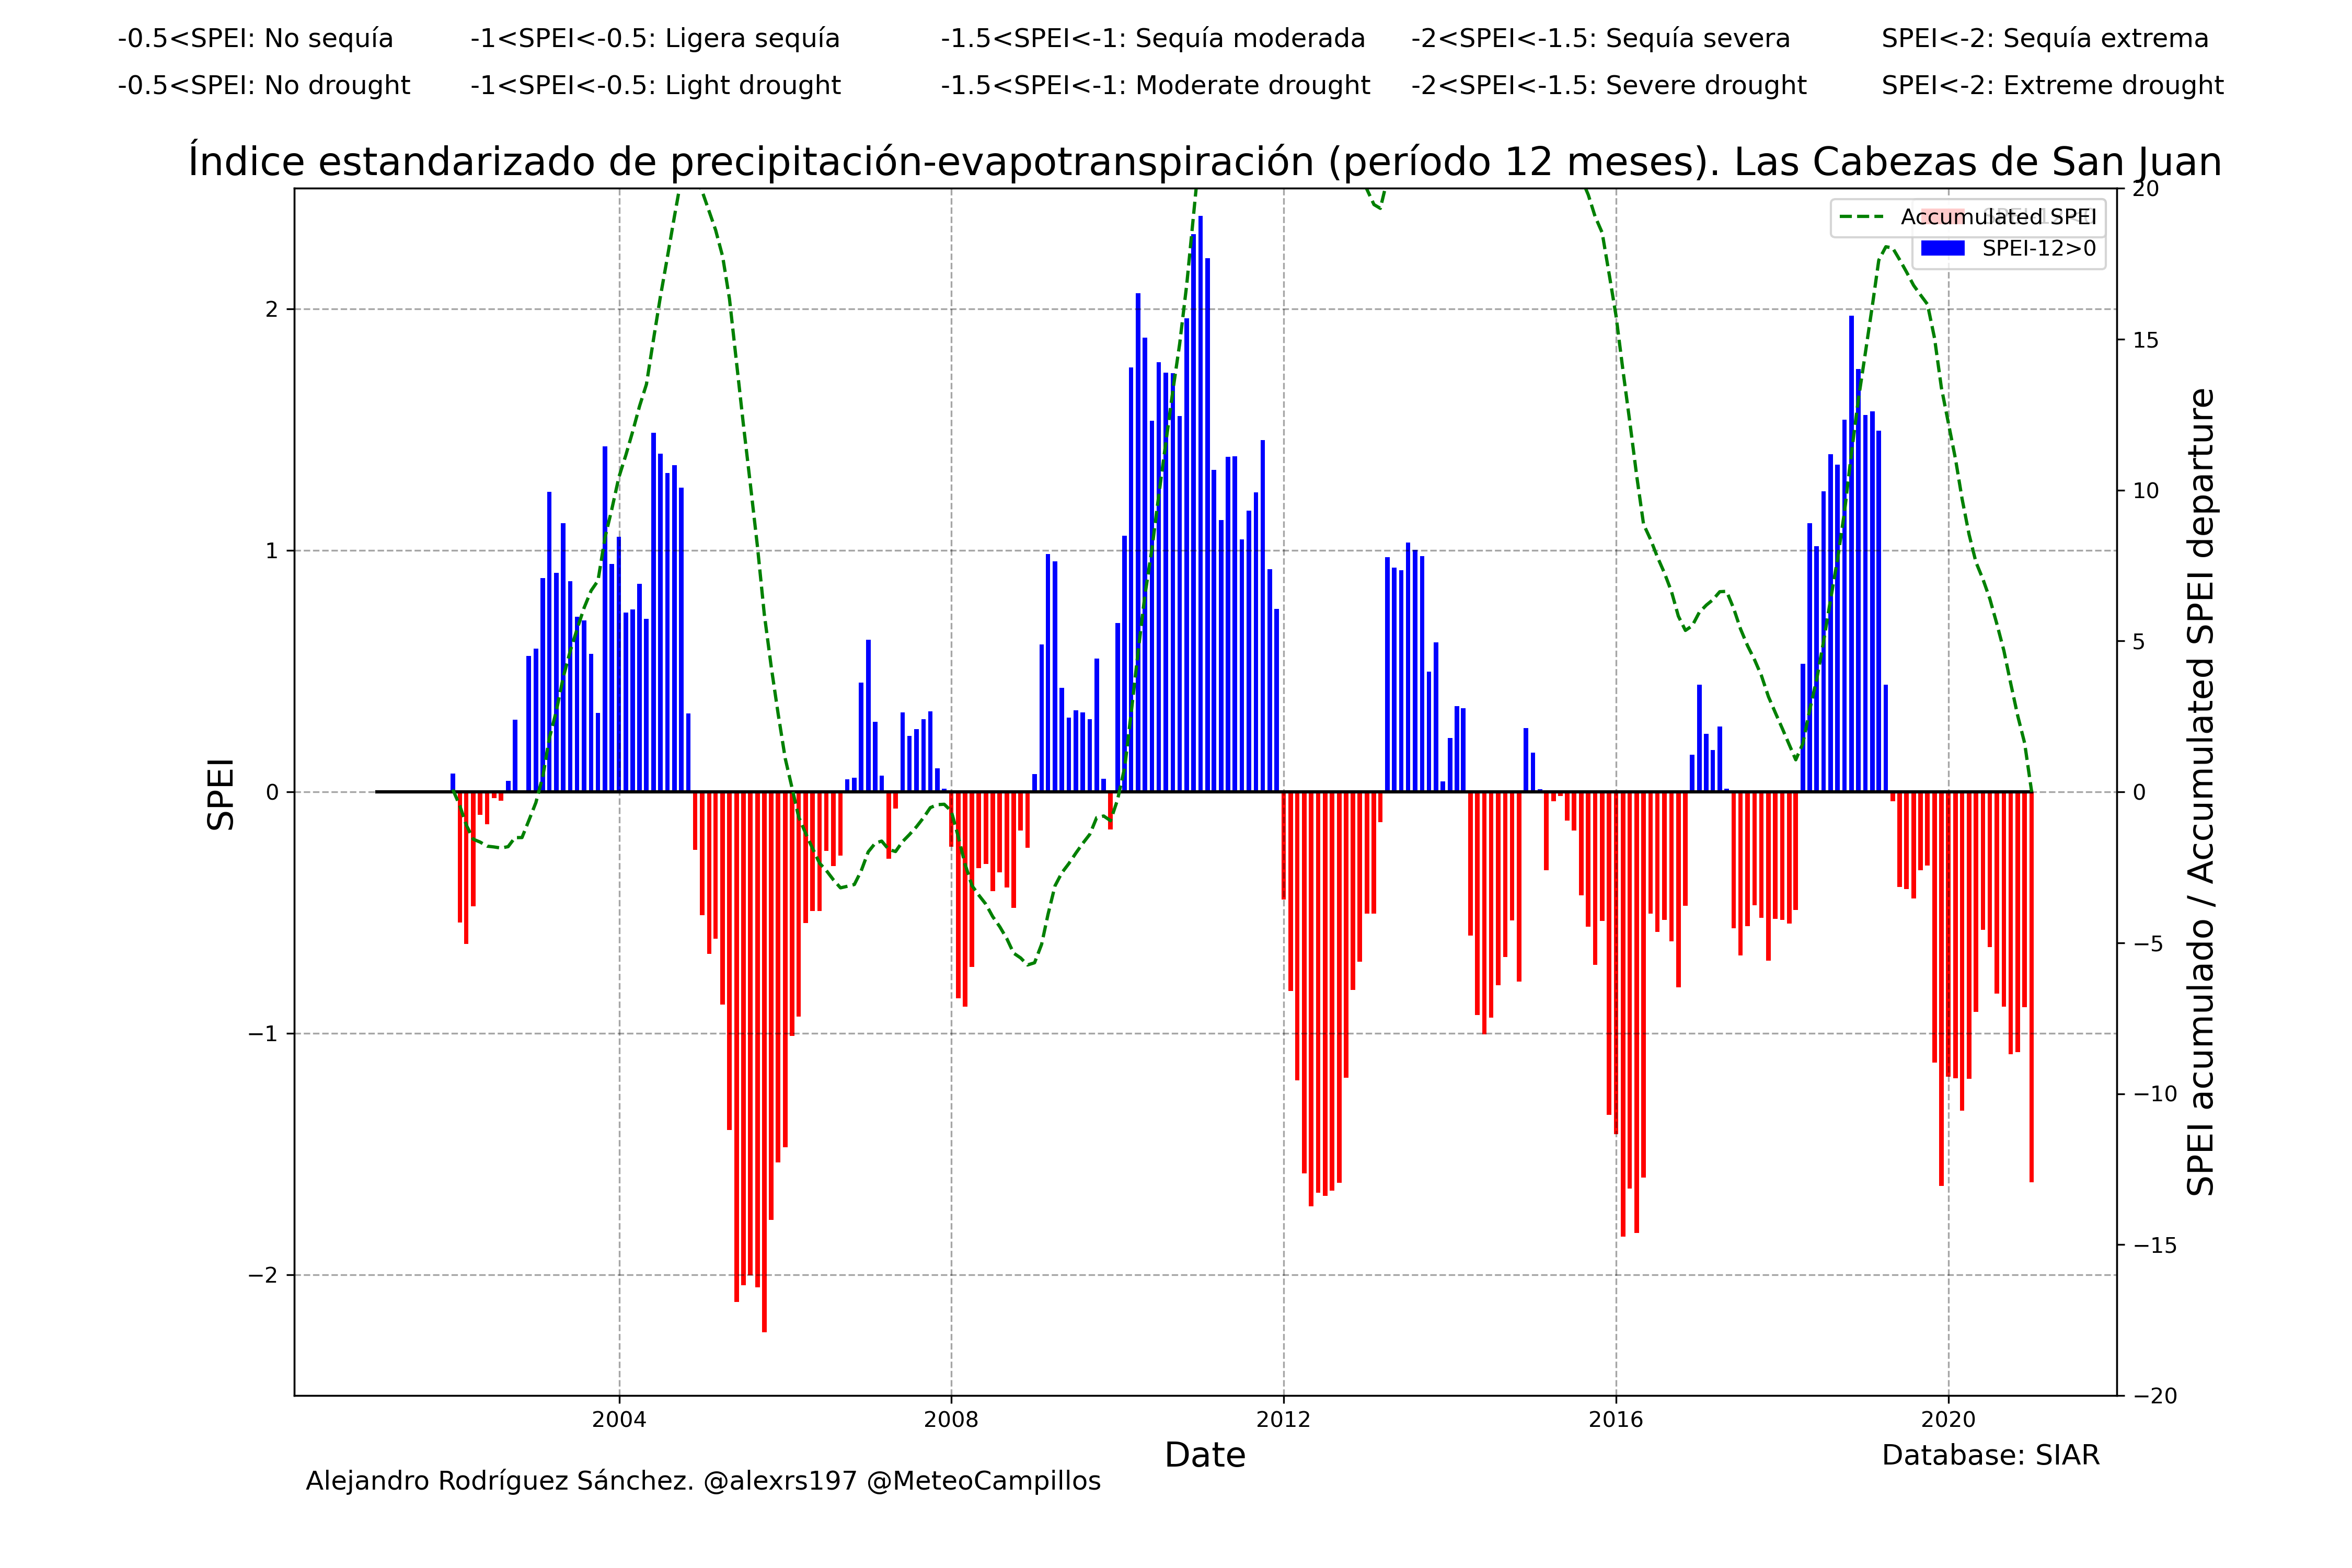 -0.5<SPEI: No sequía -1<SPEI<-0.5: Ligera sequía -1.5<SPEI<-1: Sequía moderada -2<SPEI<-1.5: Sequía severa SPEI<-2: Sequía extrema
-0.5<SPEI: No drought -1<SPEI<-0.5: Light drought -1.5<SPEI<-1: Moderate drought -2<SPEI<-1.5: Severe drought SPEI<-2: Extreme drought
Índice estandarizado de precipitación-evapotranspiración (período 12 meses). Las Cabezas de San Juan
Accumulated SPEI
SPEI-12>0
SPEI
2
1
0
−1
−2
20
15
10
5
0
−5
−10
−15
−20
SPEI acumulado / Accumulated SPEI departure
2004 2008 2012 2016 2020
Date
Database: SIAR
Alejandro Rodríguez Sánchez. @alexrs197 @MeteoCampillos